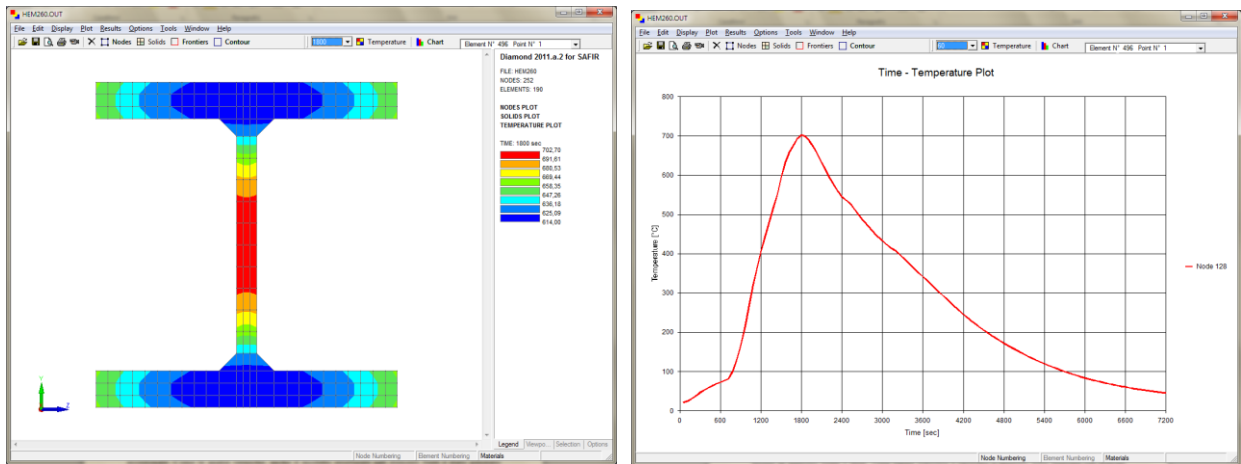 HEM260.OUT
File Edit Display Plot Results Options Tools Window Help
Nodes Solids Frontiers Contour 1800 Temperature Chart Element N° 496 Point N° 1
Diamond 2011.a.2 for SAFIR
FILE: HEM260
NODES: 252
ELEMENTS: 190
NODES PLOT
SOLIDS PLOT
TEMPERATURE PLOT
TIME: 1800 sec
702,70
691,61
680,53
669,44
658,35
647,26
636,18
625,09
614,00
Y
Z
Legend Viewpo... Selection Options
Node Numbering Element Numbering Materials
HEM260.OUT
File Edit Display Plot Results Options Tools Window Help
Nodes Solids Frontiers Contour 60 Temperature Chart Element N° 496 Point N° 1
Time - Temperature Plot
800
700
600
500
400
300
200
100
0
Temperature [°C]
0 600 1200 1800 2400 3000 3600 4200 4800 5400 6000 6600 7200
Time [sec]
Node 128
Node Numbering Element Numbering Materials